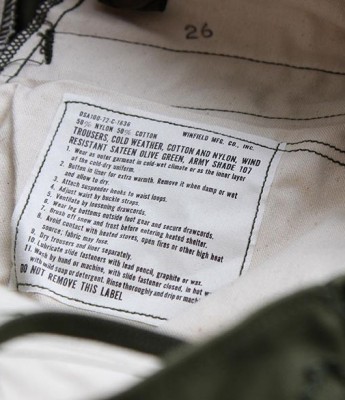 26
DSA100-72-C-1636
50% NYLON 50% COTTON WINFIELD MFG. CO., INC.
TROUSERS, COLD WEATHER, COTTON AND NYLON, WIND
RESISTANT SATEEN OLIVE GREEN, ARMY SHADE 107
1. Wear as outer garment in cold-wet climate or as the inner layer
of the cold-dry uniform.
2. Button in liner for extra warmth. Remove it when damp or wet
and allow to dry.
3. Attach suspender hooks to waist loops.
4. Adjust waist by buckle straps.
5. Ventilate by loosening drawcords.
6. Wear leg bottoms outside foot gear and secure drawcords.
7. Brush off snow and frost before entering heated shelter.
8. Avoid contact with heated stoves, open fires or other high heat
source; fabric may fuse.
9. Dry trousers and liner separately.
10. Lubricate slide fasteners with lead pencil, graphite or wax.
11. Wash by hand or machine, with slide fastener closed, in hot
with mild soap or detergent. Rinse thoroughly and drip or
DO NOT REMOVE THIS LABEL